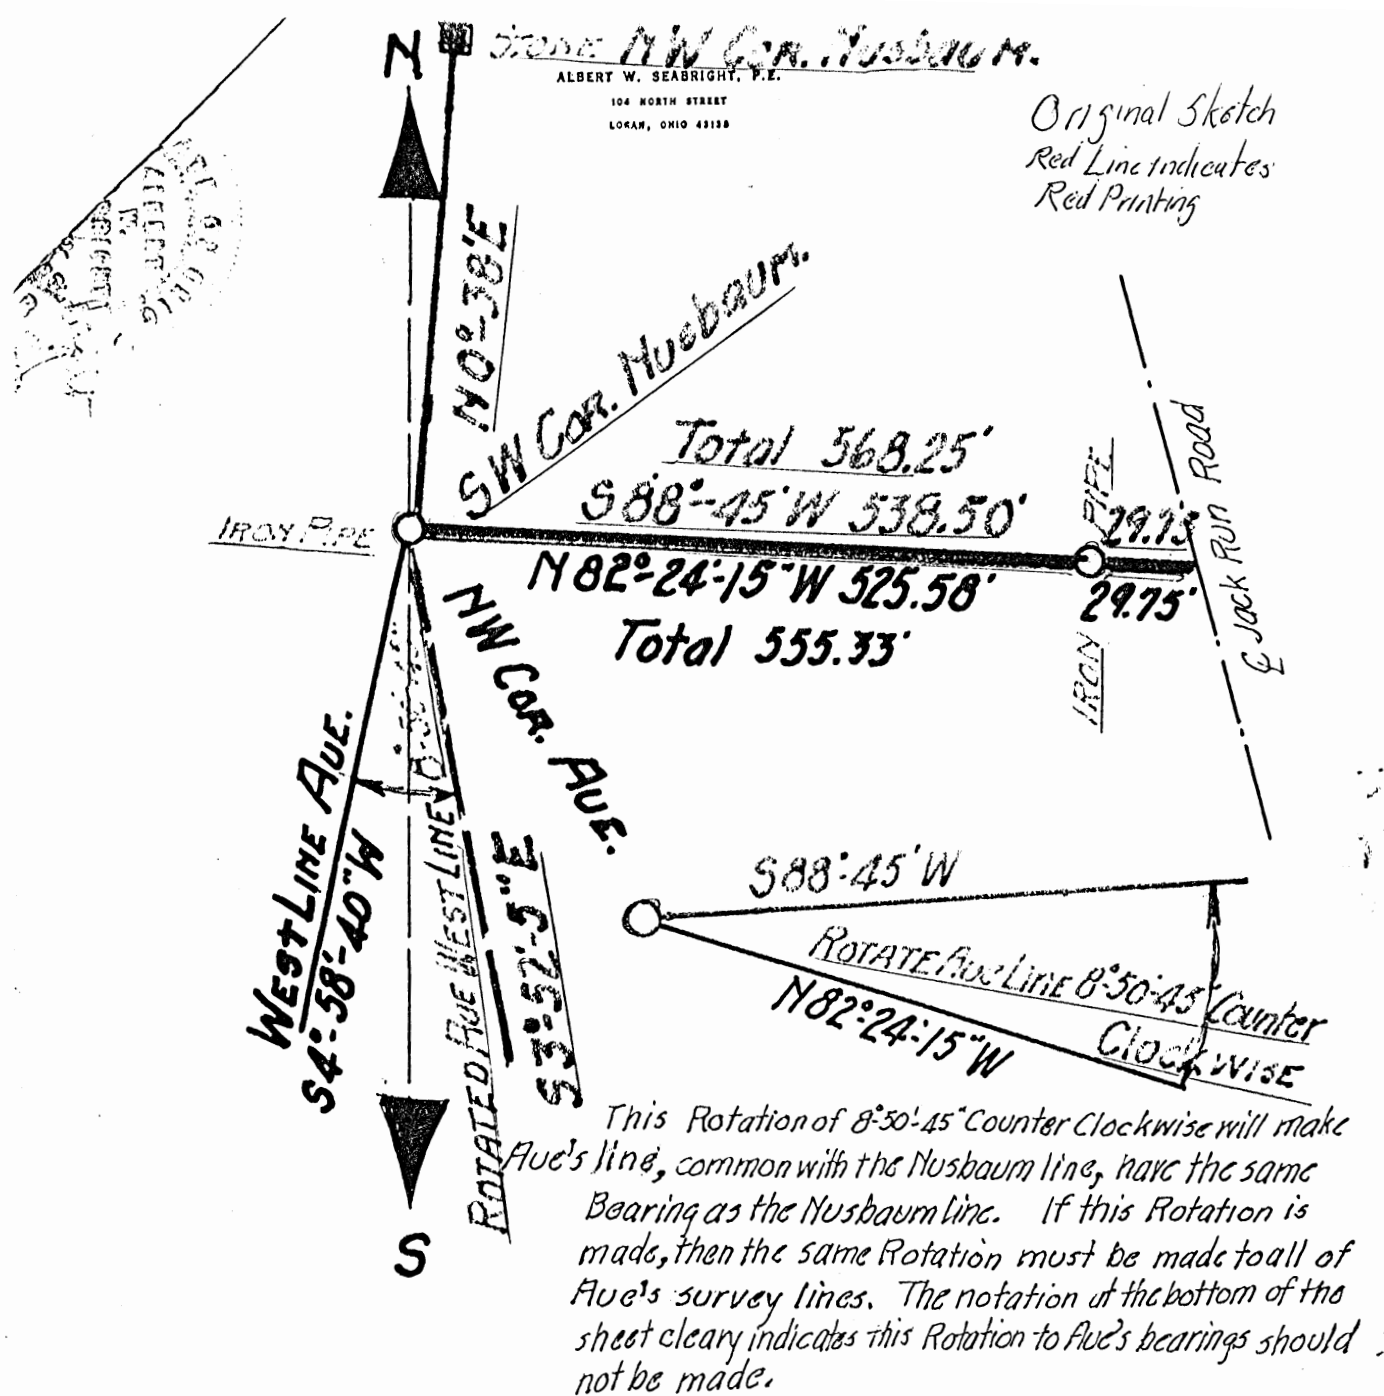 N
STONE NW COR. Nusbaum.
ALBERT W. SEABRIGHT, P.E.
104 NORTH STREET
LOGAN, OHIO 43138
Original Sketch
Red Line indicates
Red Printing
N0°-38'E
SW COR. Nusbaum.
Total 568.25'
S88°-45'W 538.50'
29.75
IRON PIPE
IRON PIPE
N82°-24'-15"W 525.58'
29.75'
Total 555.33'
℄ Jack Run Road
NW COR. AUE.
WEST LINE AUE.
S4°-58'-40"W
ROTATED AUE WEST LINE
S3°-52'-5"E
S88°-45'W
ROTATE AUE LINE 8°-50'-45" Counter
ClockWISE
N82°-24'-15"W
S
This Rotation of 8°-50'-45" Counter Clockwise will make
Aue's line, common with the Nusbaum line, have the same
Bearing as the Nusbaum line. If this Rotation is
made, then the same Rotation must be made to all of
Aue's survey lines. The notation at the bottom of the
sheet cleary indicates this Rotation to Aue's bearings should
not be made.